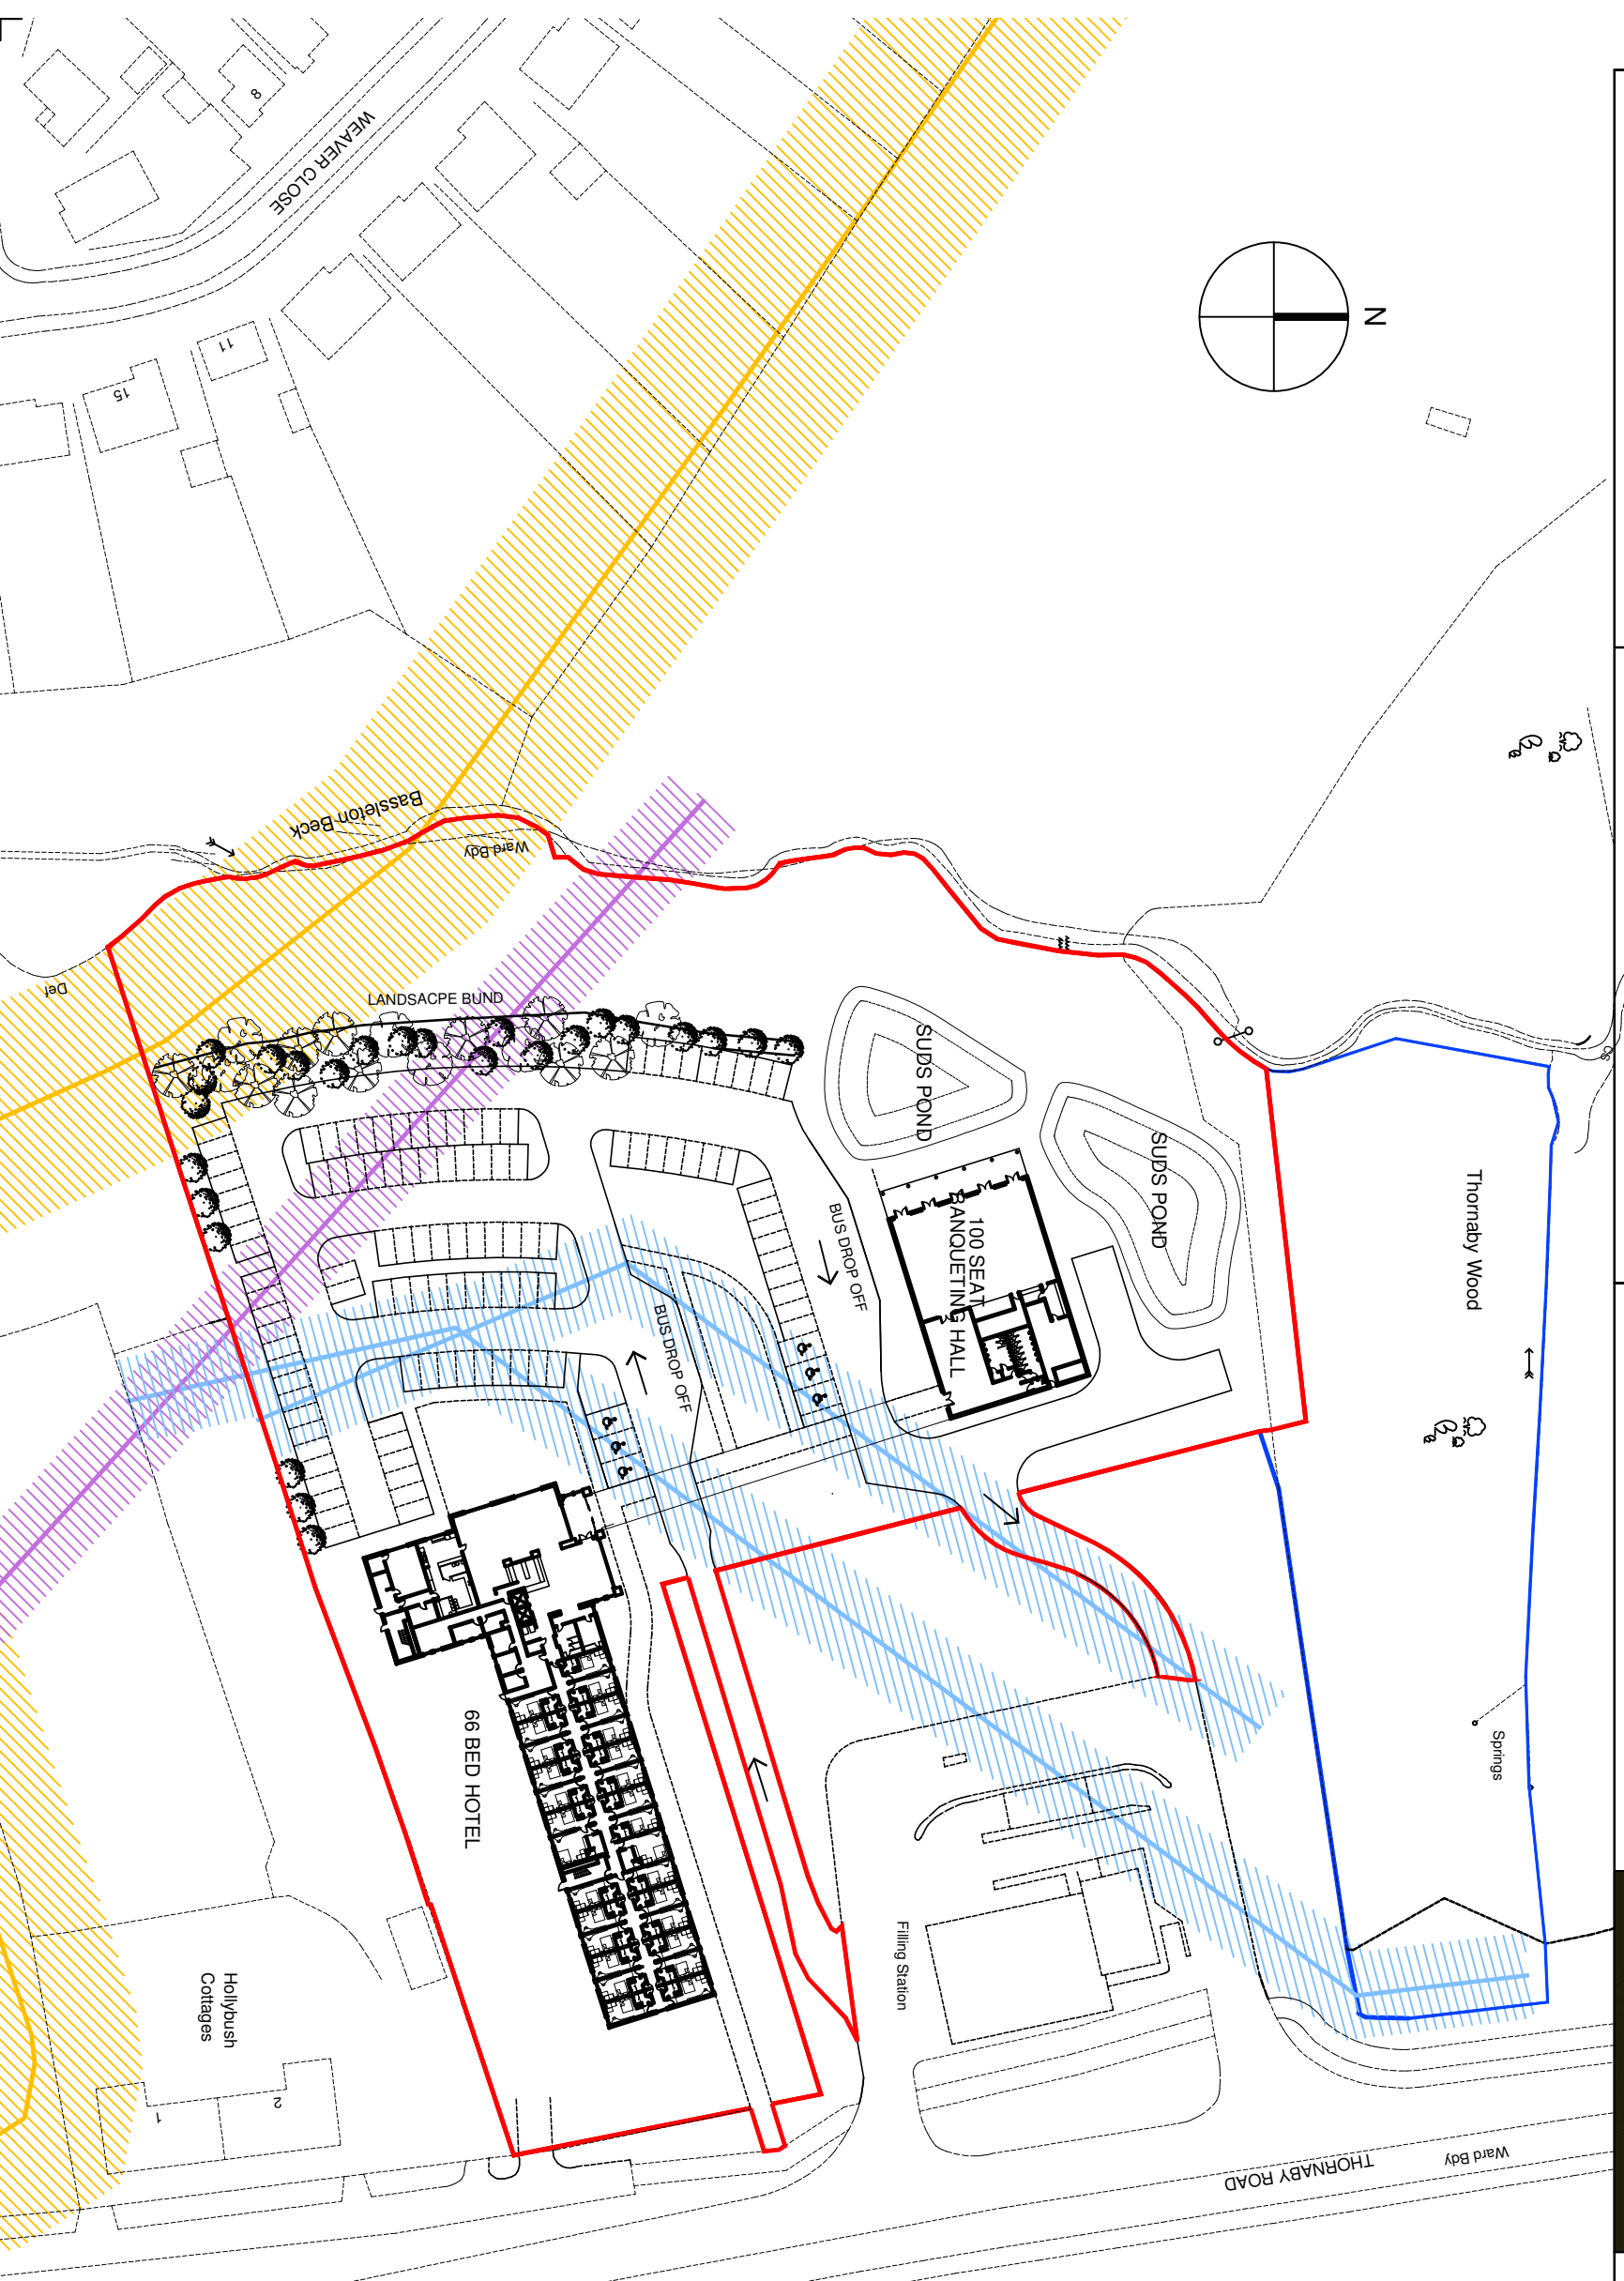 8
WEAVER CLOSE
11
15
N
Bassleton Beck
Ward Bdy
Def
LANDSACPE BUND
SUDS POND
SUDS POND
BUS DROP OFF
BUS DROP OFF
100 SEAT
BANQUETING HALL
Thornaby Wood
Springs
66 BED HOTEL
Filling Station
Hollybush
Cottages
1
2
THORNABY ROAD
Ward Bdy